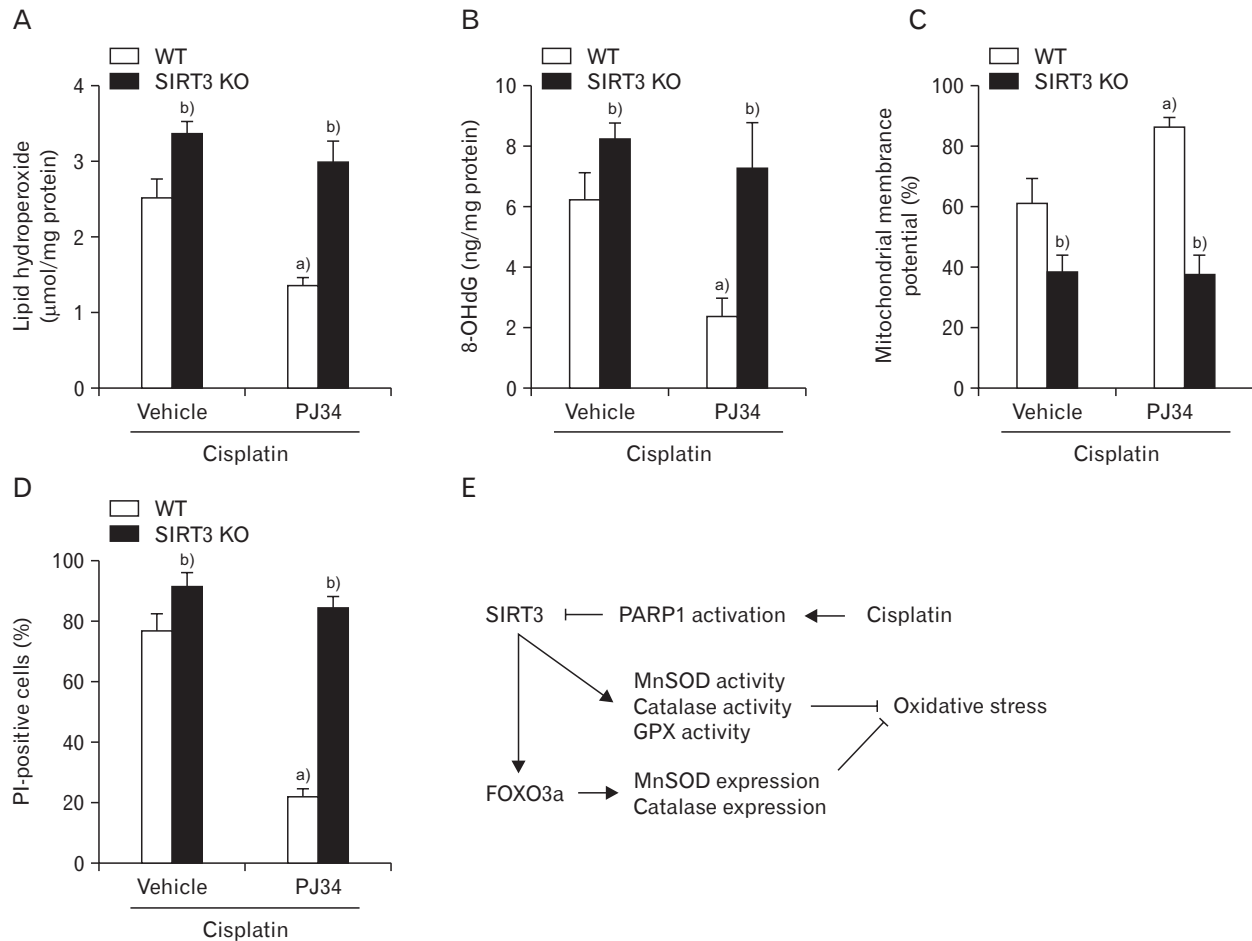 A
WT
SIRT3 KO
Lipid hydroperoxide
(μmol/mg protein)
4
3
2
1
0
b)
b)
a)
Vehicle
PJ34
Cisplatin
B
WT
SIRT3 KO
8-OHdG (ng/mg protein)
10
8
6
4
2
0
b)
b)
a)
Vehicle
PJ34
Cisplatin
C
WT
SIRT3 KO
Mitochondrial membrance
potential (%)
100
80
60
40
20
0
b)
a)
b)
Vehicle
PJ34
Cisplatin
D
WT
SIRT3 KO
PI-positive cells (%)
100
80
60
40
20
0
b)
b)
a)
Vehicle
PJ34
Cisplatin
E
SIRT3
PARP1 activation
Cisplatin
MnSOD activity
Catalase activity
GPX activity
Oxidative stress
FOXO3a
MnSOD expression
Catalase expression